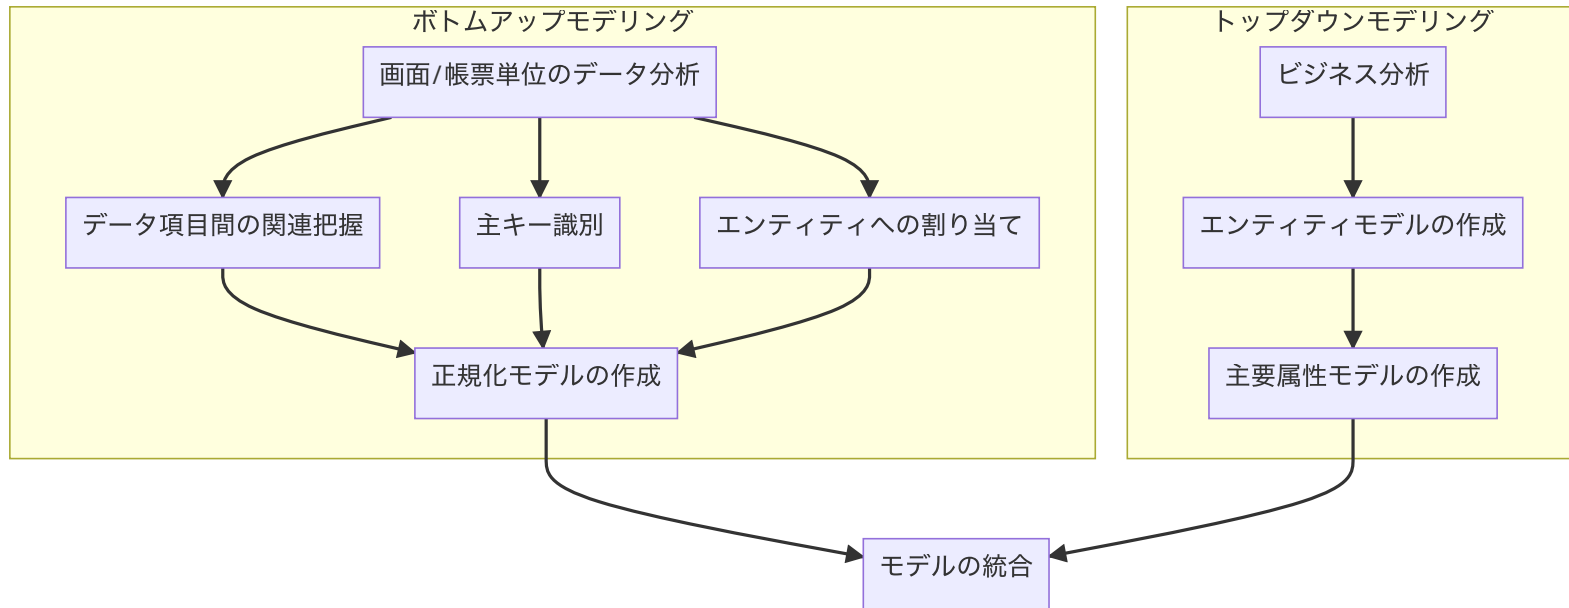 ボトムアップモデリング
画面/帳票単位のデータ分析
データ項目間の関連把握
主キー識別
エンティティへの割り当て
正規化モデルの作成
トップダウンモデリング
ビジネス分析
エンティティモデルの作成
主要属性モデルの作成
モデルの統合